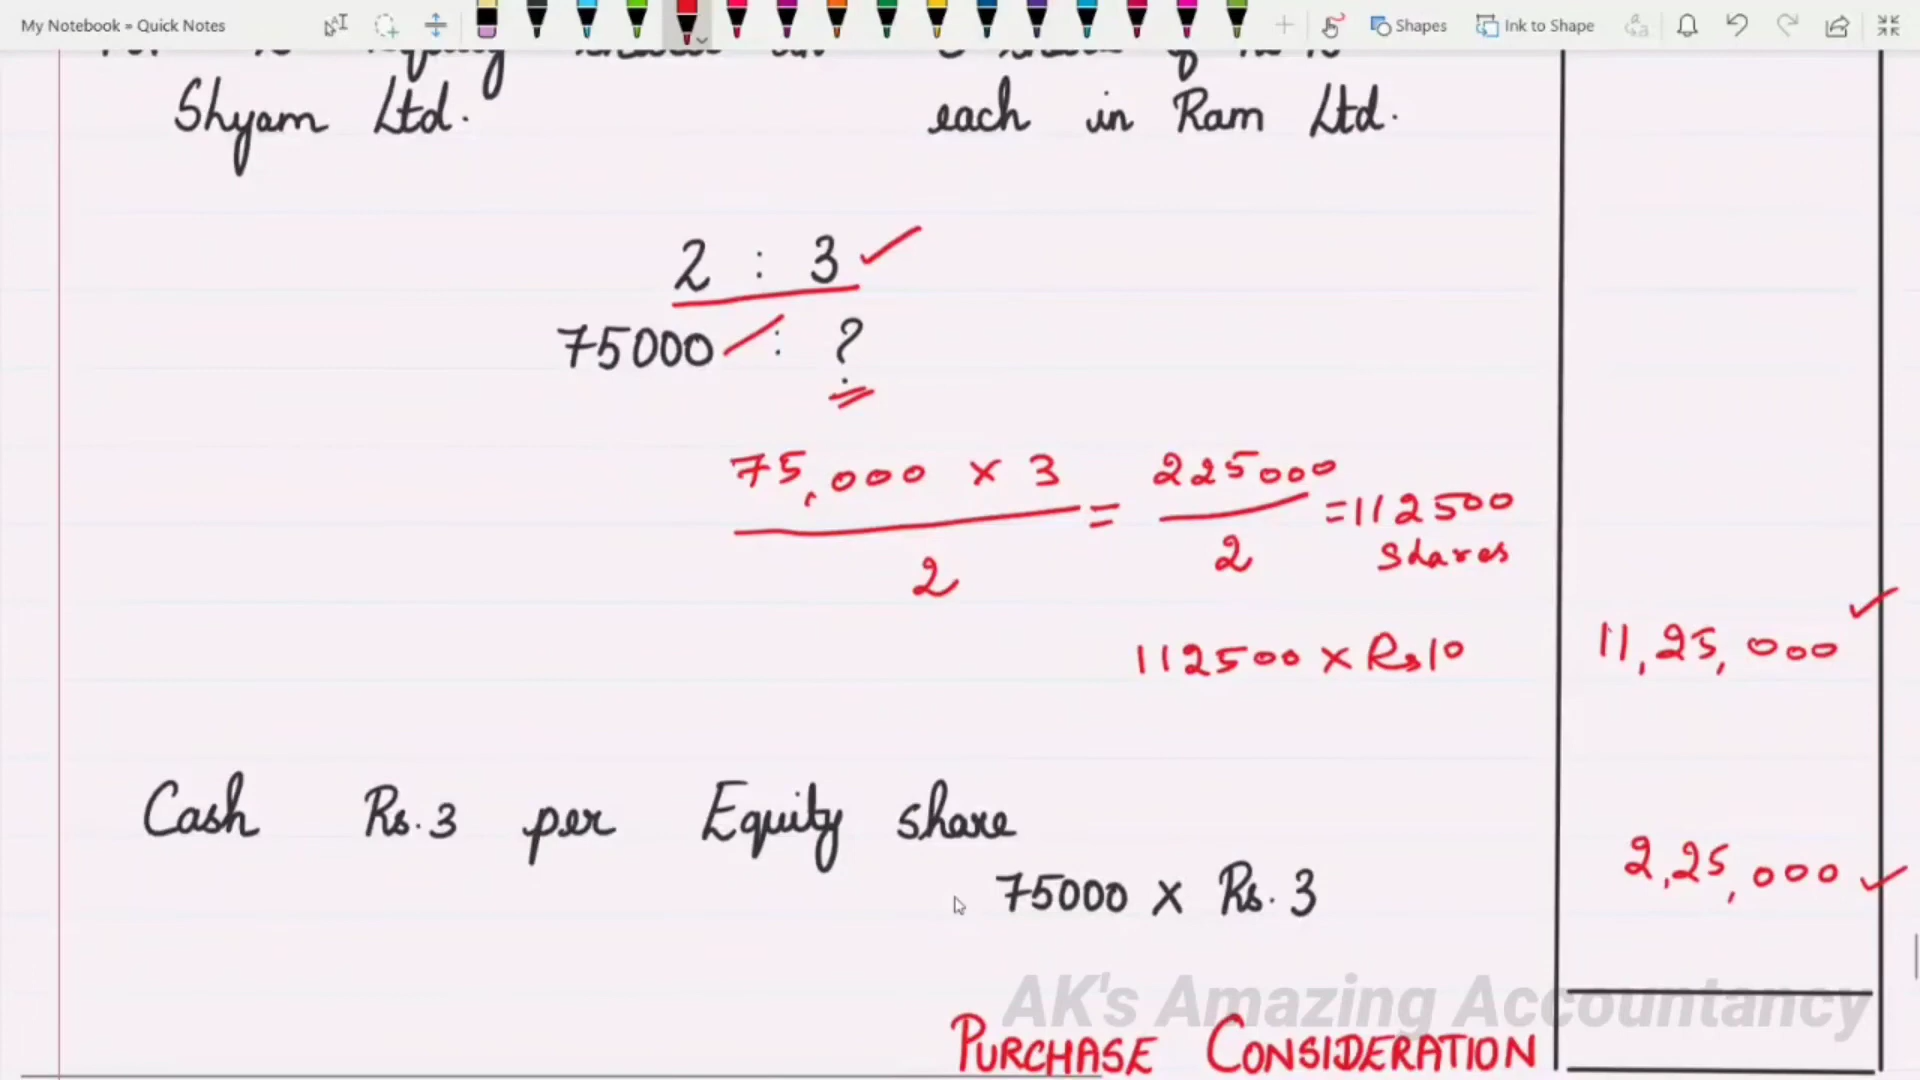 My Notebook » Quick Notes
Shapes
Ink to Shape
Equity
Shyam Ltd.
each in Ram Ltd.
2 : 3
75000 : ?
75,000 x 3 = 225000 = 112500
2 2 Shares
112500 x Rs10 11,25,000
Cash Rs.3 per Equity share
75000 x Rs. 3 2,25,000
AK's Amazing Accountancy
PURCHASE CONSIDERATION